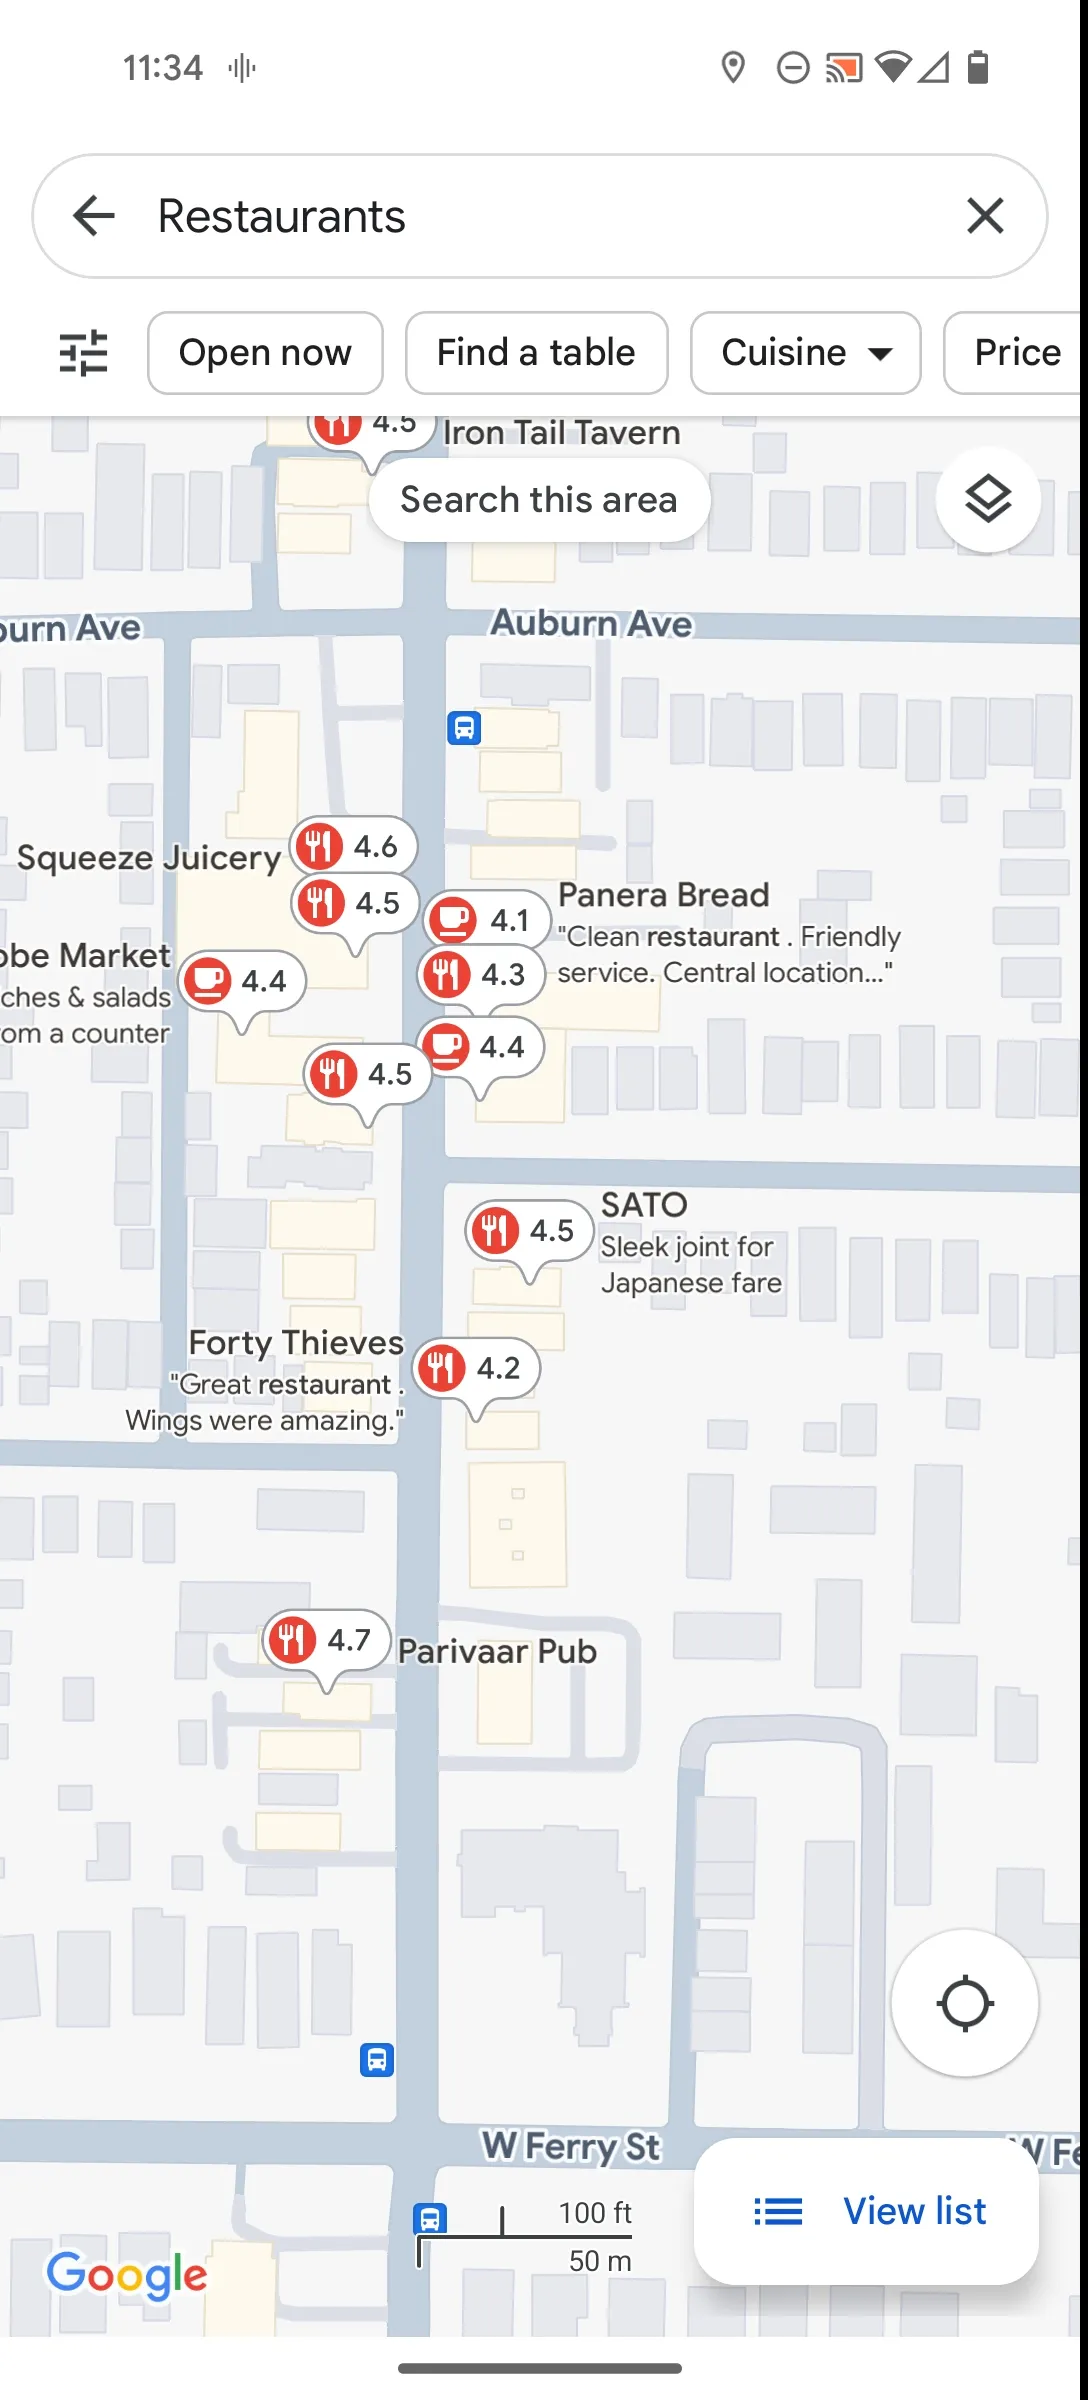 11:34
Restaurants
Open now
Find a table
Cuisine
Price
4.5
Iron Tail Tavern
Search this area
burn Ave
Auburn Ave
Squeeze Juicery
4.6
4.5
4.1
Panera Bread
"Clean restaurant . Friendly
service. Central location..."
4.3
obe Market
ches & salads
om a counter
4.4
4.4
4.5
4.5
SATO
Sleek joint for
Japanese fare
Forty Thieves
"Great restaurant .
Wings were amazing."
4.2
4.7
Parivaar Pub
W Ferry St
W Fe
100 ft
50 m
View list
Google